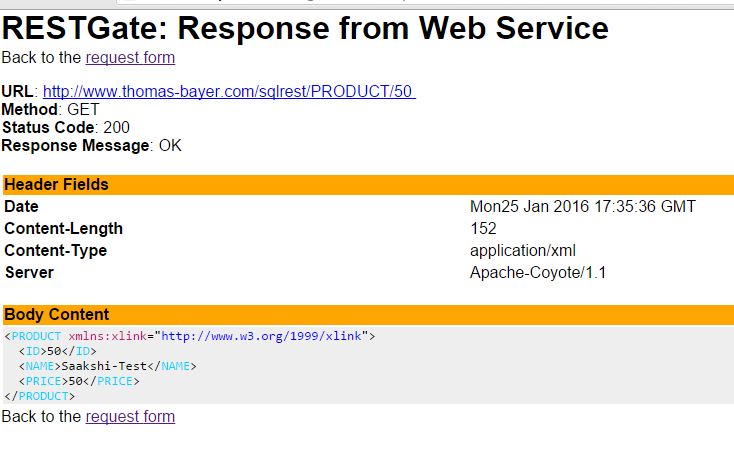 RESTGate: Response from Web Service
Back to the request form
URL: http://www.thomas-bayer.com/sqlrest/PRODUCT/50
Method: GET
Status Code: 200
Response Message: OK
Header Fields
Date Mon25 Jan 2016 17:35:36 GMT
Content-Length 152
Content-Type application/xml
Server Apache-Coyote/1.1
Body Content
<PRODUCT xmlns:xlink="http://www.w3.org/1999/xlink">
<ID>50</ID>
<NAME>Saakshi-Test</NAME>
<PRICE>50</PRICE>
</PRODUCT>
Back to the request form